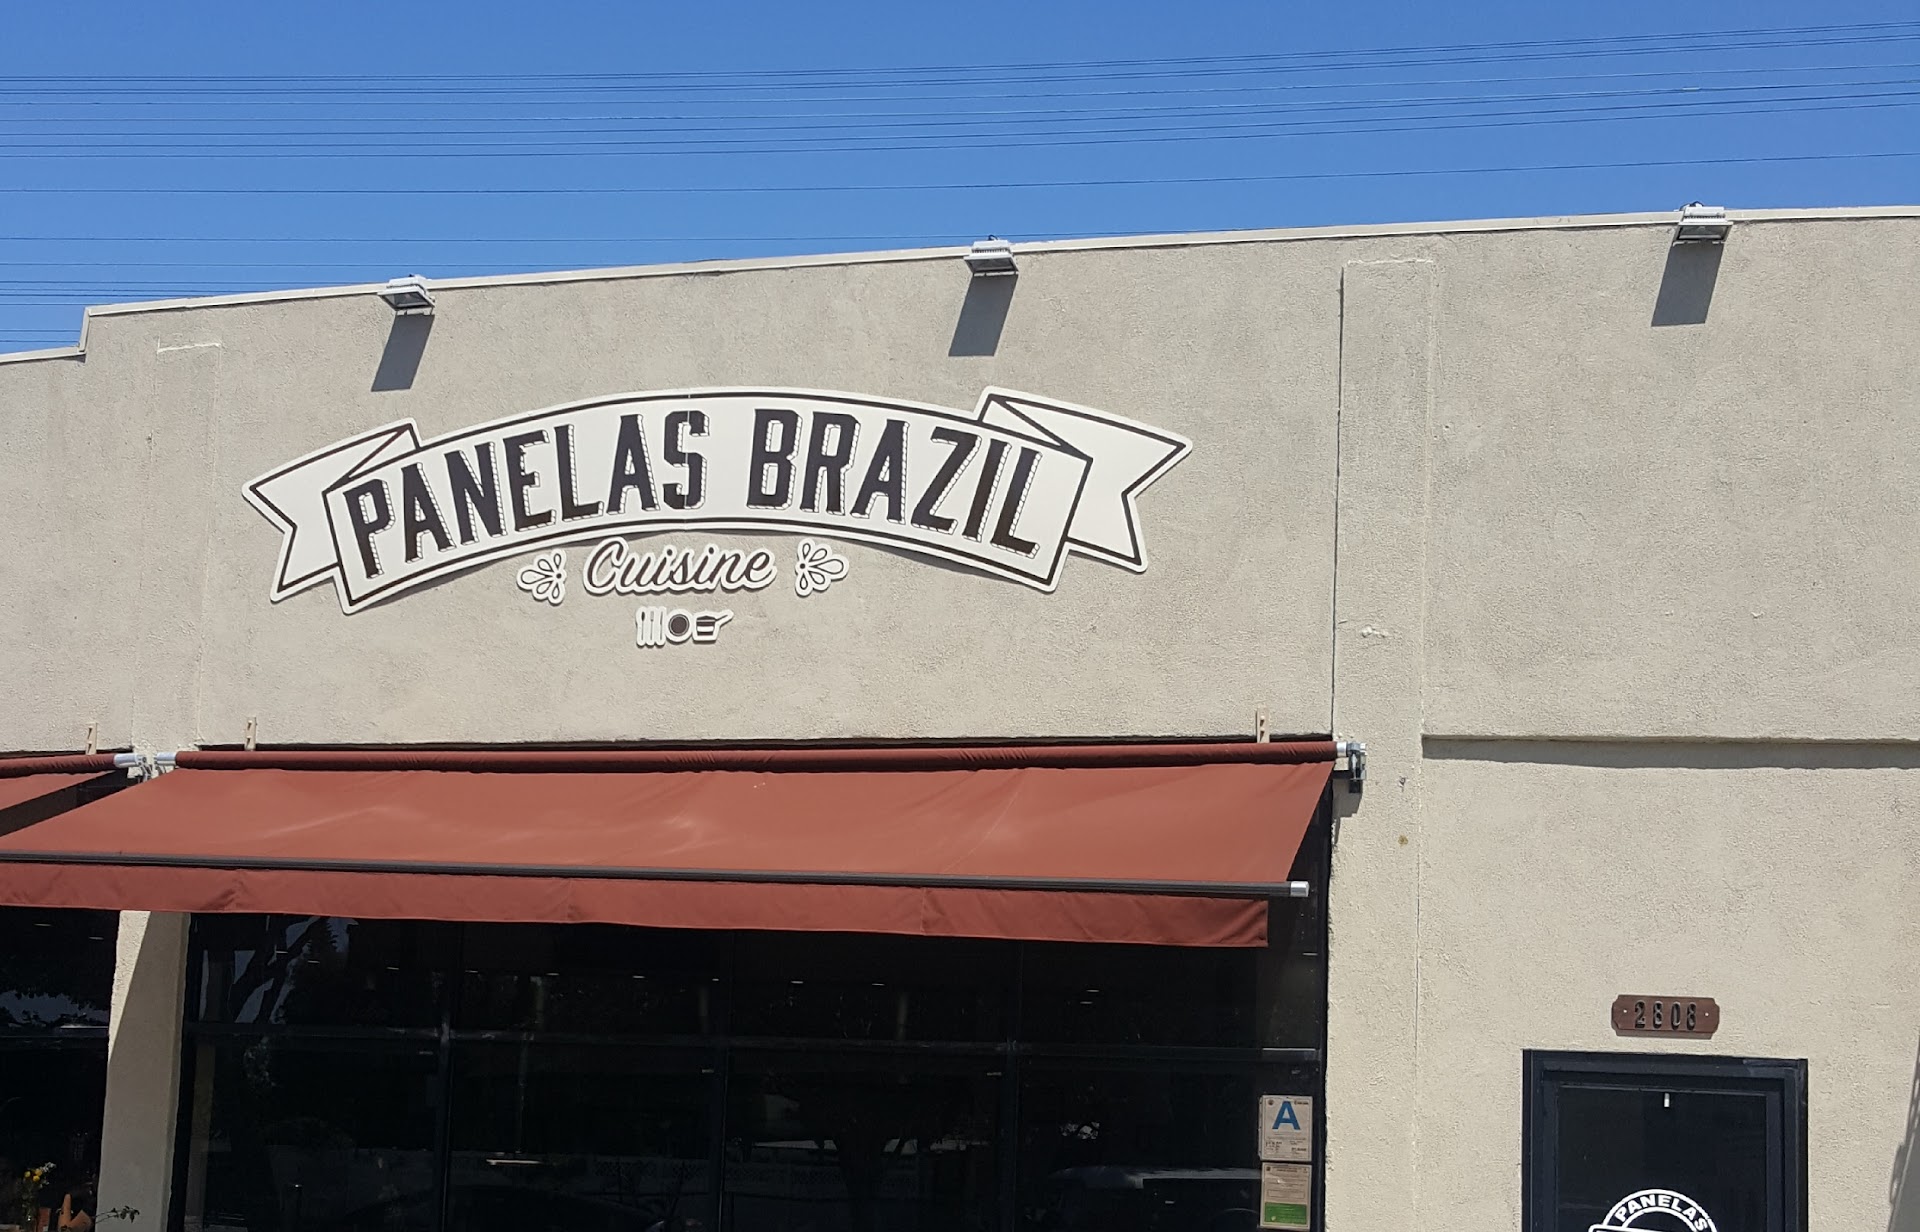 PANELAS BRAZIL
Cuisine
2808
A
PANELAS